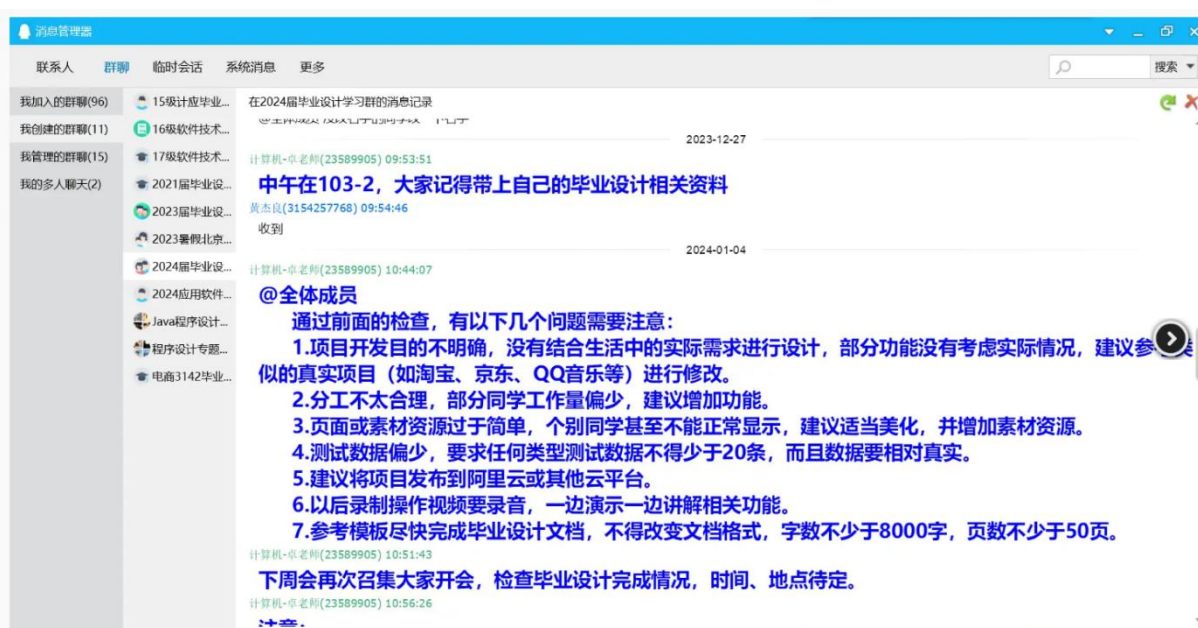 消息管理器
联系人 群聊 临时会话 系统消息 更多 搜索
我加入的群聊(96)
我创建的群聊(11)
我管理的群聊(15)
我的多人聊天(2)
15级计应毕业...
16级软件技术...
17级软件技术...
2021届毕业设...
2023届毕业设...
2023暑假北京...
2024届毕业设...
2024应用软件...
Java程序设计...
程序设计专题...
电商3142毕业...
在2024届毕业设计学习群的消息记录
2023-12-27
计算机-卓老师(23589905) 09:53:51
中午在103-2，大家记得带上自己的毕业设计相关资料
黄杰良(3154257768) 09:54:46
收到
2024-01-04
计算机-卓老师(23589905) 10:44:07
@全体成员
通过前面的检查，有以下几个问题需要注意：
1.项目开发目的不明确，没有结合生活中的实际需求进行设计，部分功能没有考虑实际情况，建议参
似的真实项目（如淘宝、京东、QQ音乐等）进行修改。
2.分工不太合理，部分同学工作量偏少，建议增加功能。
3.页面或素材资源过于简单，个别同学甚至不能正常显示，建议适当美化，并增加素材资源。
4.测试数据偏少，要求任何类型测试数据不得少于20条，而且数据要相对真实。
5.建议将项目发布到阿里云或其他云平台。
6.以后录制操作视频要录音，一边演示一边讲解相关功能。
7.参考模板尽快完成毕业设计文档，不得改变文档格式，字数不少于8000字，页数不少于50页。
计算机-卓老师(23589905) 10:51:43
下周会再次召集大家开会，检查毕业设计完成情况，时间、地点待定。
计算机-卓老师(23589905) 10:56:26
注意：